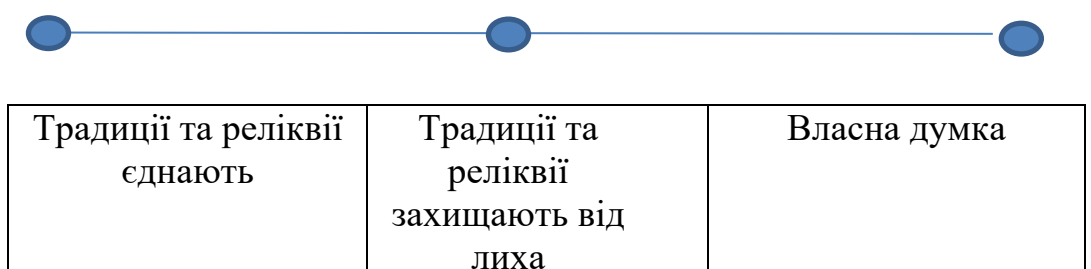 Традиції та реліквії
єднають
Традиції та
реліквії
захищають від
лиха
Власна думка